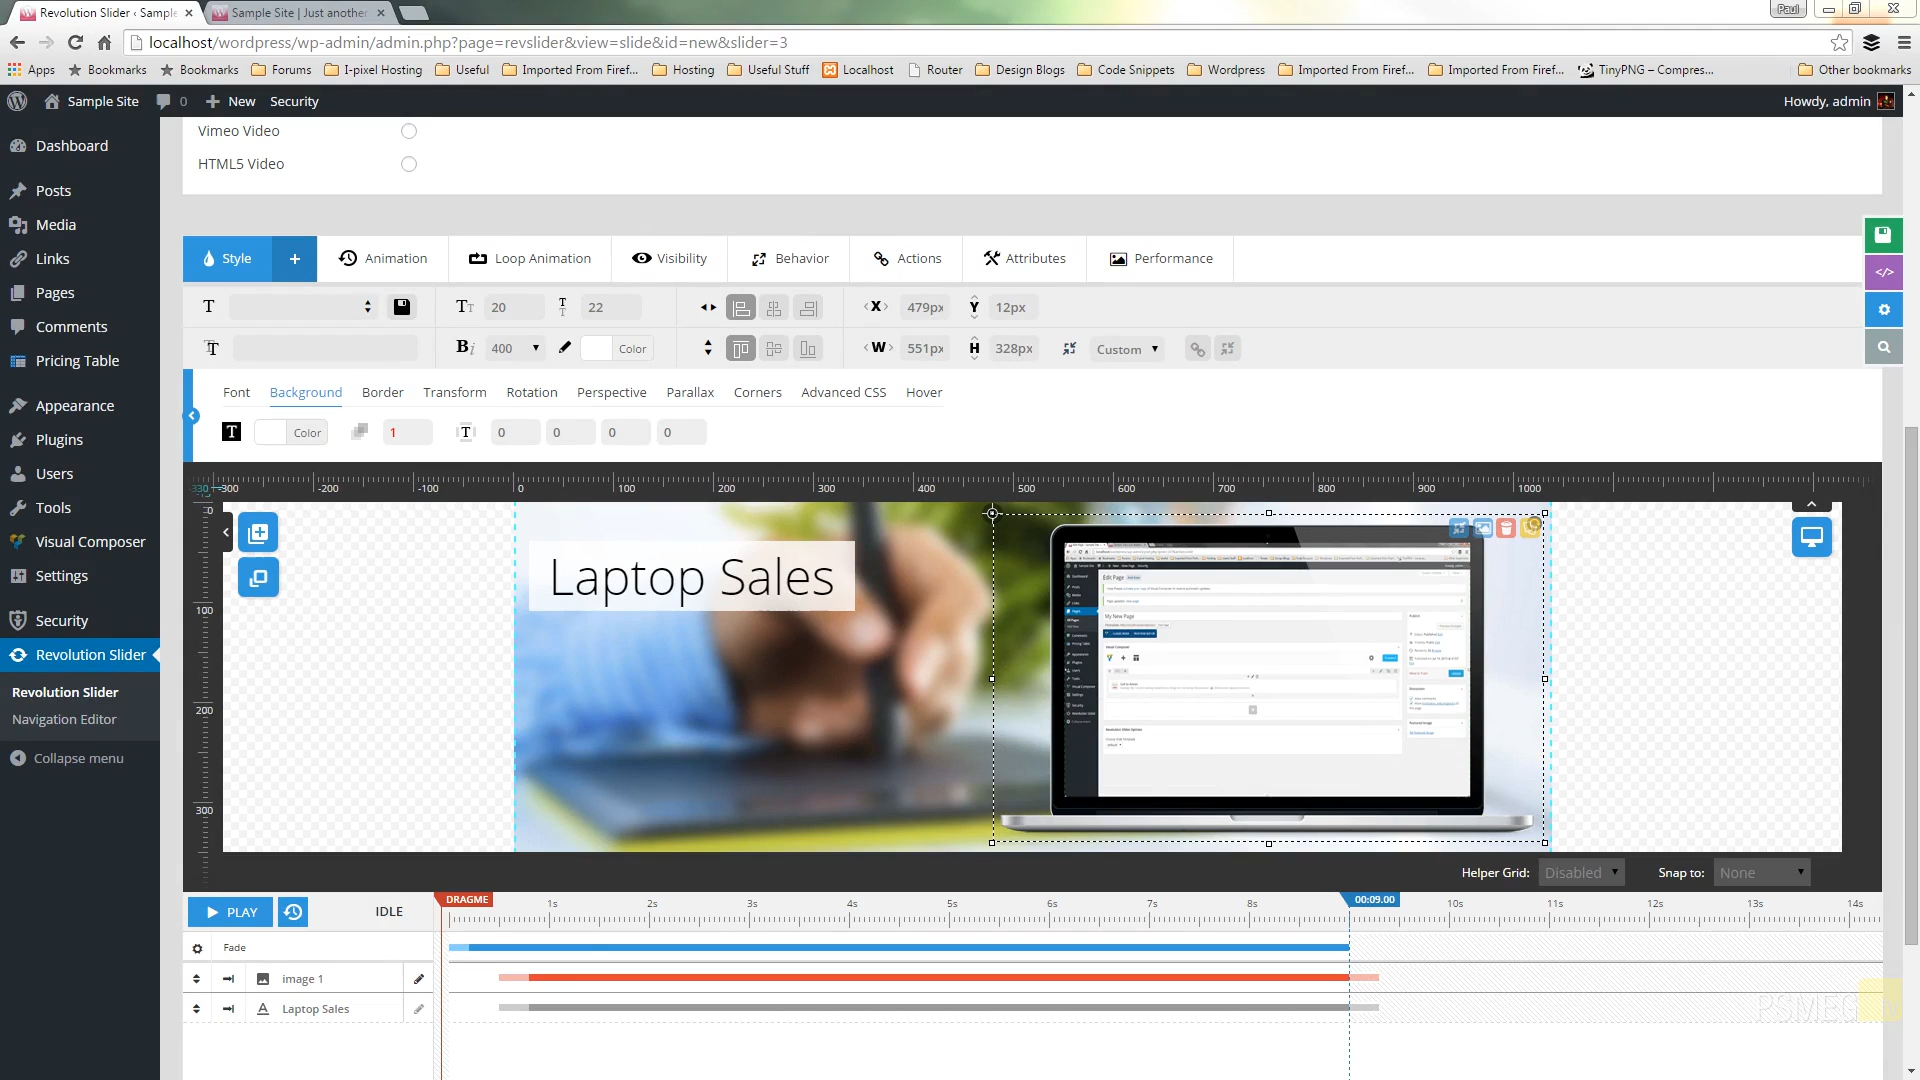 Revolution Slider ‹ Sample
Sample Site | Just another
Paul
localhost/wordpress/wp-admin/admin.php?page=revslider&view=slide&id=new&slider=3
Apps Bookmarks Bookmarks Forums I-pixel Hosting Useful Imported From Firef... Hosting Useful Stuff Localhost Router Design Blogs Code Snippets Wordpress Imported From Firef... Imported From Firef... TinyPNG – Compres... Other bookmarks
Sample Site 0 New Security Howdy, admin
Dashboard
Posts
Media
Links
Pages
Comments
Pricing Table
Appearance
Plugins
Users
Tools
Visual Composer
Settings
Security
Revolution Slider
Revolution Slider
Navigation Editor
Collapse menu
Vimeo Video
HTML5 Video
Style + Animation Loop Animation Visibility Behavior Actions Attributes Performance
20 22 X 479px Y 12px
400 Color W 551px H 328px Custom
Font Background Border Transform Rotation Perspective Parallax Corners Advanced CSS Hover
Color 1 0 0 0 0
-300 -200 -100 0 100 200 300 400 500 600 700 800 900 1000
0
100
200
300
Laptop Sales
Edit Page
My New Page
Helper Grid: Disabled Snap to: None
PLAY IDLE DRAGME 1s 2s 3s 4s 5s 6s 7s 8s 00:09.00 10s 11s 12s 13s 14s
Fade
image 1
Laptop Sales